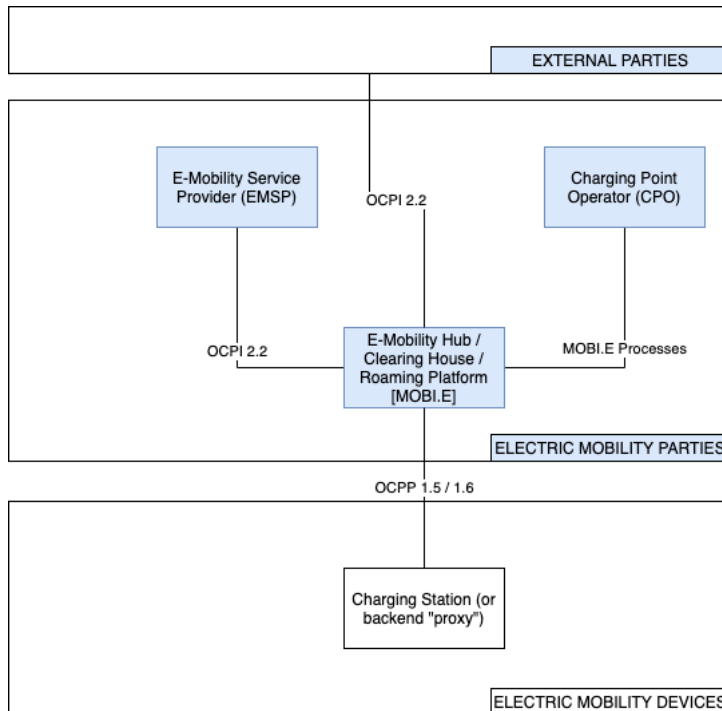 EXTERNAL PARTIES
E-Mobility Service
Provider (EMSP)
Charging Point
Operator (CPO)
OCPI 2.2
OCPI 2.2
E-Mobility Hub /
Clearing House /
Roaming Platform
[MOBI.E]
MOBI.E Processes
ELECTRIC MOBILITY PARTIES
OCPP 1.5 / 1.6
Charging Station (or
backend "proxy")
ELECTRIC MOBILITY DEVICES